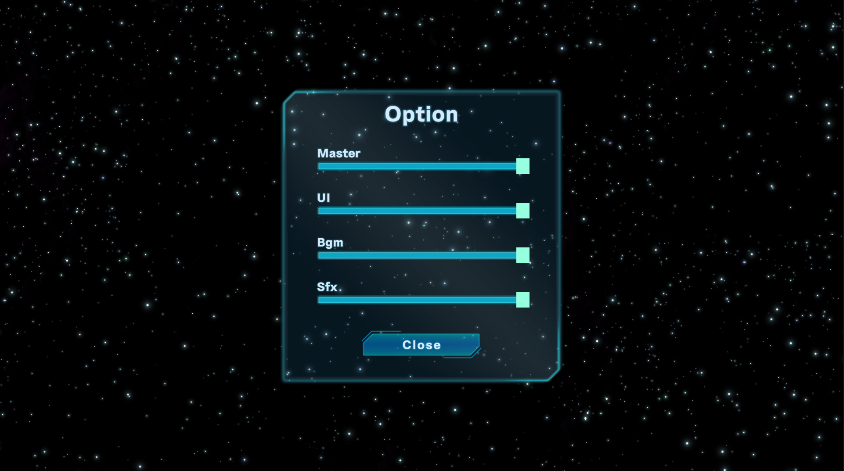 Option
Master
UI
Bgm
Sfx.
Close